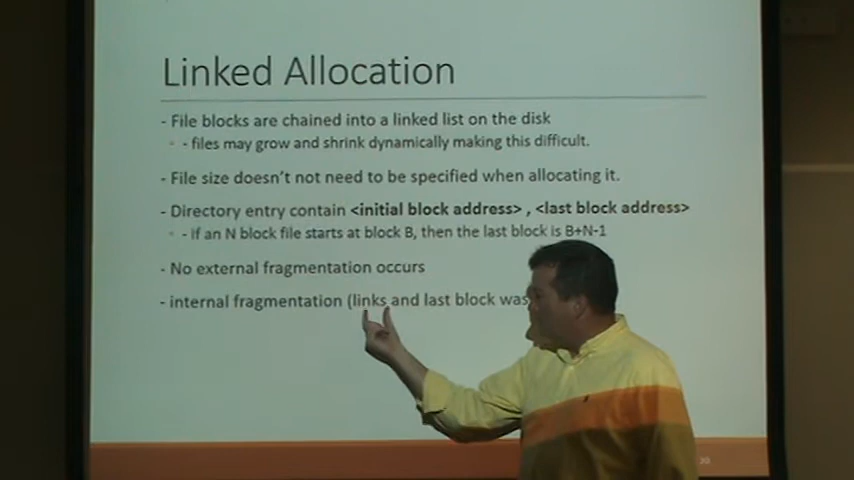 Linked Allocation
- File blocks are chained into a linked list on the disk
- files may grow and shrink dynamically making this difficult.
- File size doesn't not need to be specified when allocating it.
- Directory entry contain <initial block address> , <last block address>
- if an N block file starts at block B, then the last block is B+N-1
- No external fragmentation occurs
- internal fragmentation (links and last block was
30